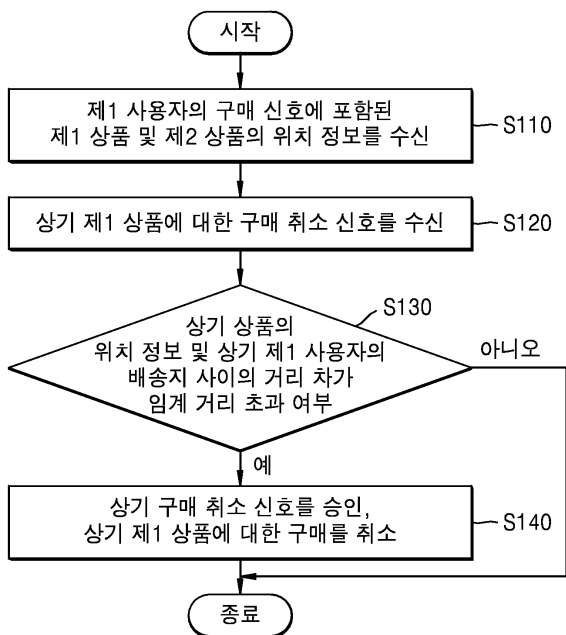 시작
제1 사용자의 구매 신호에 포함된
제1 상품 및 제2 상품의 위치 정보를 수신
S110
상기 제1 상품에 대한 구매 취소 신호를 수신
S120
S130
상기 상품의
위치 정보 및 상기 제1 사용자의
배송지 사이의 거리 차가
임계 거리 초과 여부
아니오
예
상기 구매 취소 신호를 승인,
상기 제1 상품에 대한 구매를 취소
S140
종료